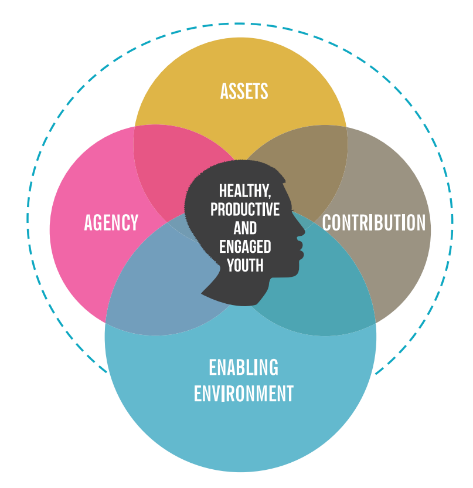 ASSETS
AGENCY
HEALTHY,
PRODUCTIVE
AND
ENGAGED
YOUTH
CONTRIBUTION
ENABLING
ENVIRONMENT